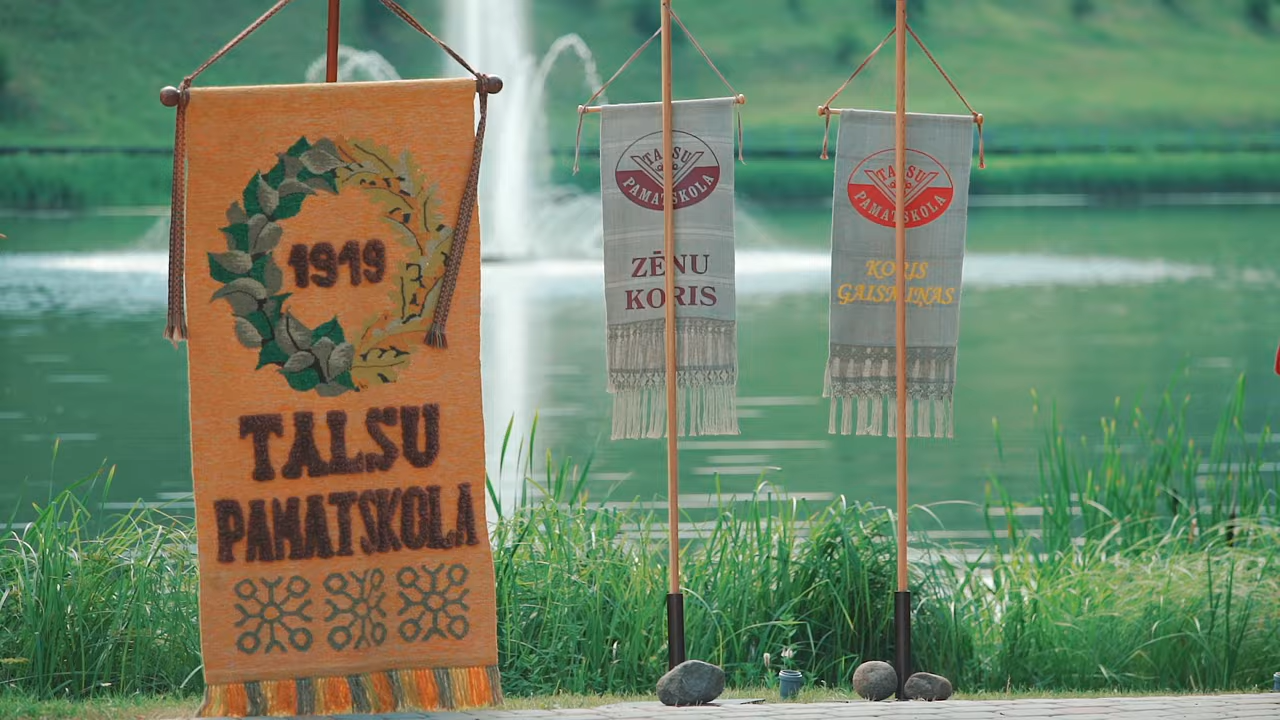 1919
TALSU
PAMATSKOLA
TALSU
PAMATSKOLA
ZĒNU
KORIS
TALSU
PAMATSKOLA
KORIS
GAISMIŅAS